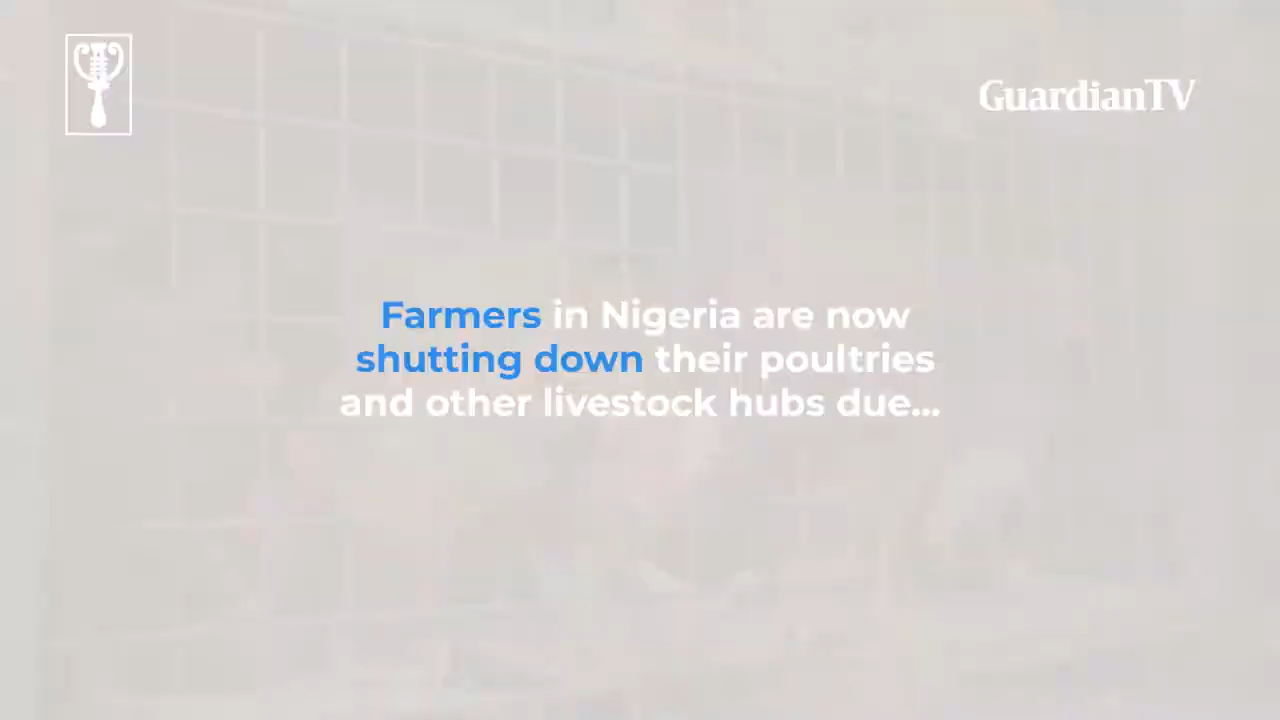 GuardianTV
Farmers in Nigeria are now
shutting down their poultries
and other livestock hubs due...